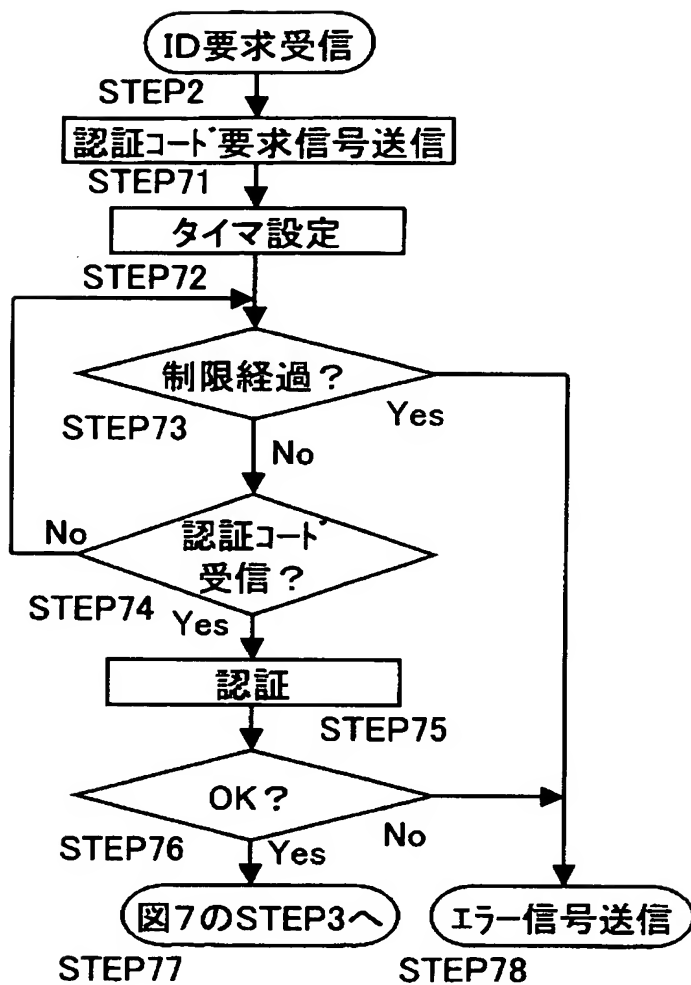 ID要求受信
STEP2
認証コード要求信号送信
STEP71
タイマ設定
STEP72
制限経過?
STEP73
Yes
No
認証コード
受信?
No
STEP74
Yes
認証
STEP75
OK?
STEP76
Yes
No
図7のSTEP3へ
エラー信号送信
STEP77
STEP78